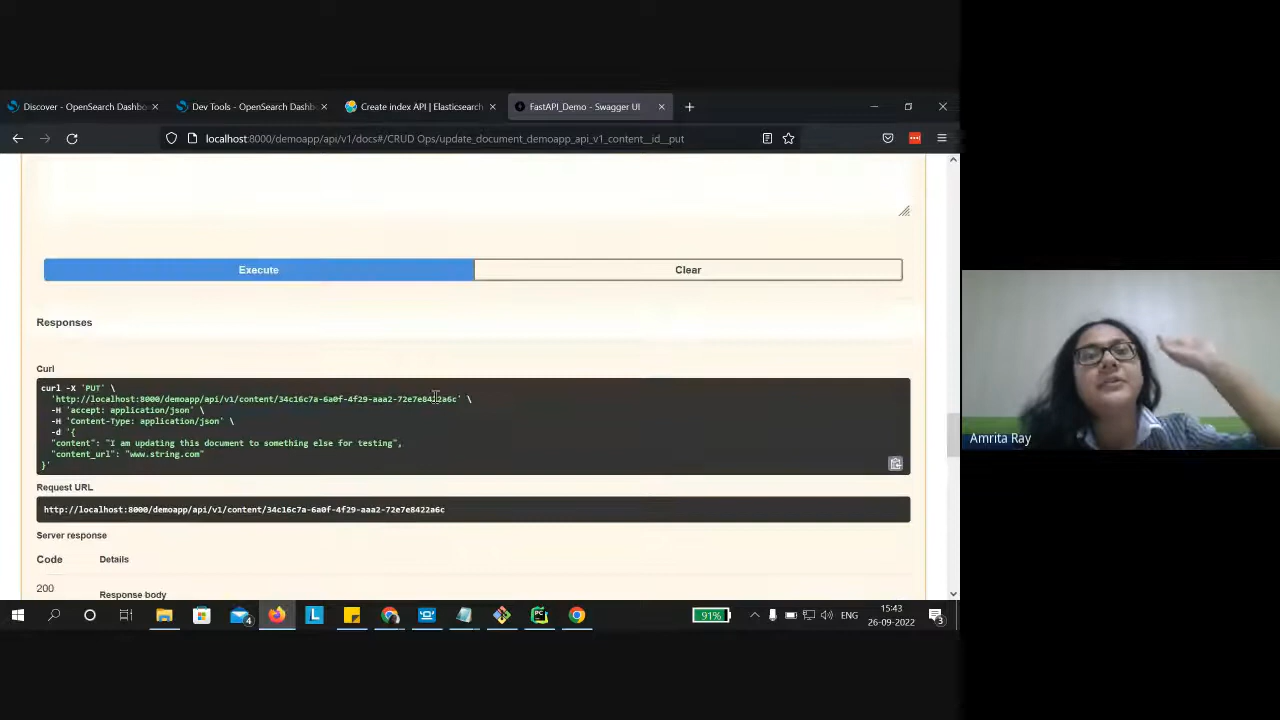 Discover - OpenSearch Dashbo
Dev Tools - OpenSearch Dashb
Create index API | Elasticsearch
FastAPI_Demo - Swagger UI
localhost:8000/demoapp/api/v1/docs#/CRUD Ops/update_document_demoapp_api_v1_content__id__put
Execute
Clear
Responses
Curl
curl -X 'PUT' \
'http://localhost:8000/demoapp/api/v1/content/34c16c7a-6a0f-4f29-aaa2-72e7e8422a6c' \
-H 'accept: application/json' \
-H 'Content-Type: application/json' \
-d '{
"content": "I am updating this document to something else for testing",
"content_url": "www.string.com"
}'
Request URL
http://localhost:8000/demoapp/api/v1/content/34c16c7a-6a0f-4f29-aaa2-72e7e8422a6c
Server response
Code
Details
200
Response body
Amrita Ray
4
L
PC
91%
ENG
15:43
26-09-2022
3